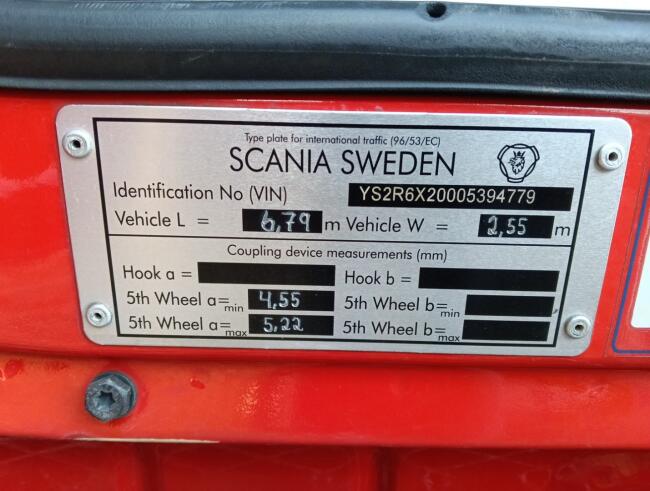 Type plate for international traffic (96/53/EC)
SCANIA SWEDEN
Identification No (VIN) YS2R6X20005394779
Vehicle L = 6,79 m Vehicle W = 2,55 m
Coupling device measurements (mm)
Hook a = Hook b =
5th Wheel a= min 4,55 5th Wheel b= min
5th Wheel a= max 5,22 5th Wheel b= max